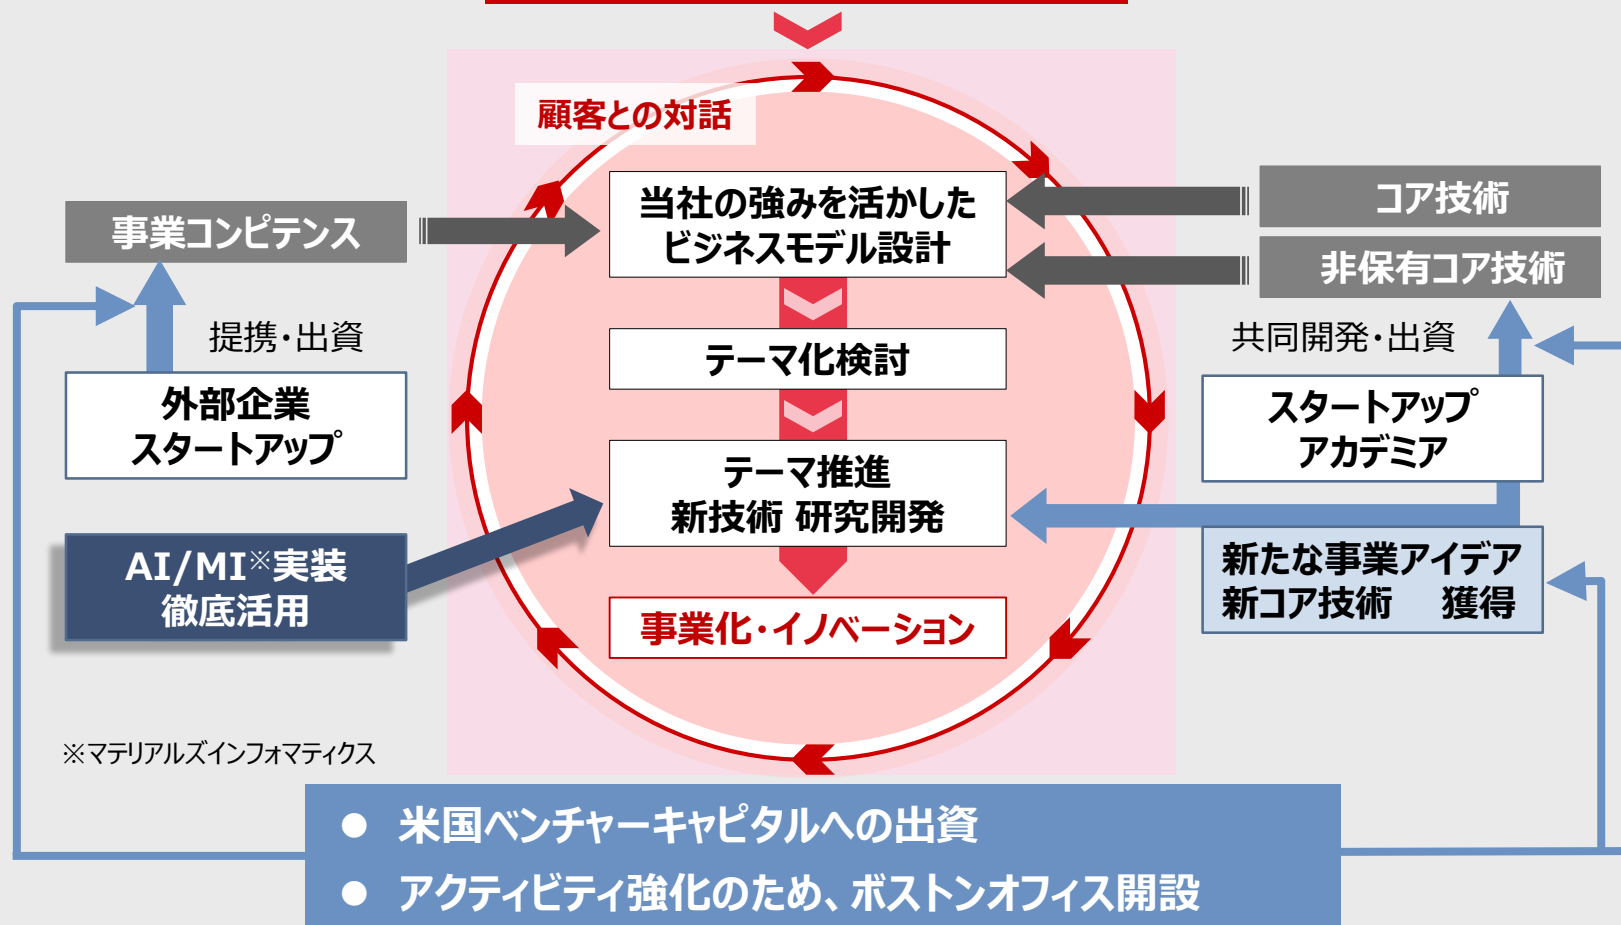 顧客との対話
当社の強みを活かした
ビジネスモデル設計
コア技術
事業コンピテンス
非保有コア技術
提携・出資
共同開発・出資
テーマ化検討
外部企業
スタートアップ
スタートアップ
アカデミア
テーマ推進
新技術 研究開発
AI/MI※実装
徹底活用
新たな事業アイデア
新コア技術 獲得
事業化・イノベーション
※マテリアルズインフォマティクス
● 米国ベンチャーキャピタルへの出資
● アクティビティ強化のため、ボストンオフィス開設